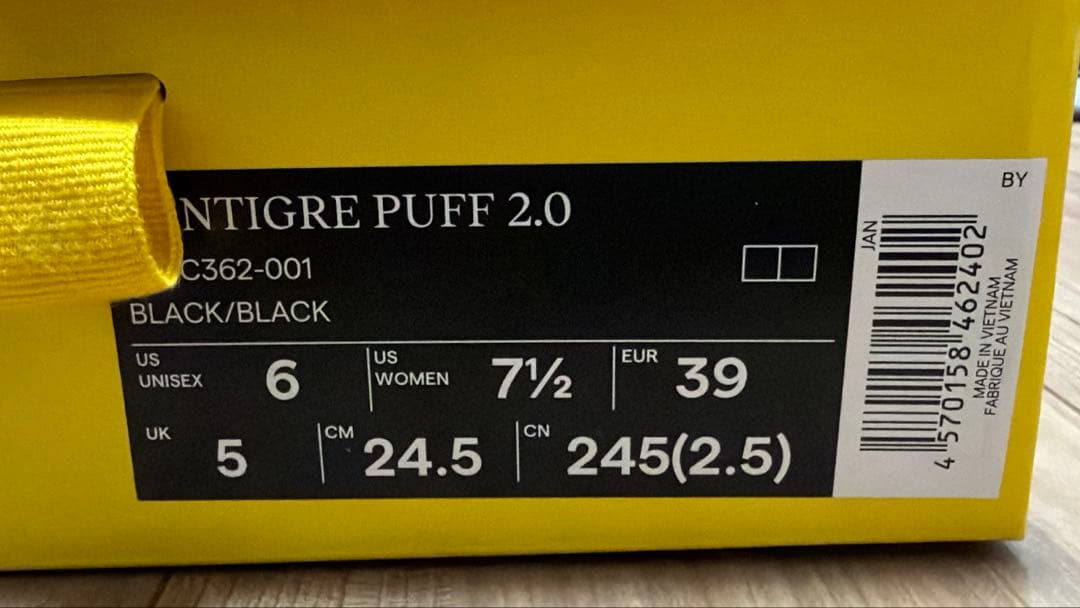 NTIGRE PUFF 2.0
C362-001
BLACK/BLACK
US UNISEX 6
US WOMEN 7½
EUR 39
UK 5
CM 24.5
CN 245(2.5)
BY
JAN
4 570158 462402
MADE IN VIETNAM
FABRIQUE AU VIETNAM